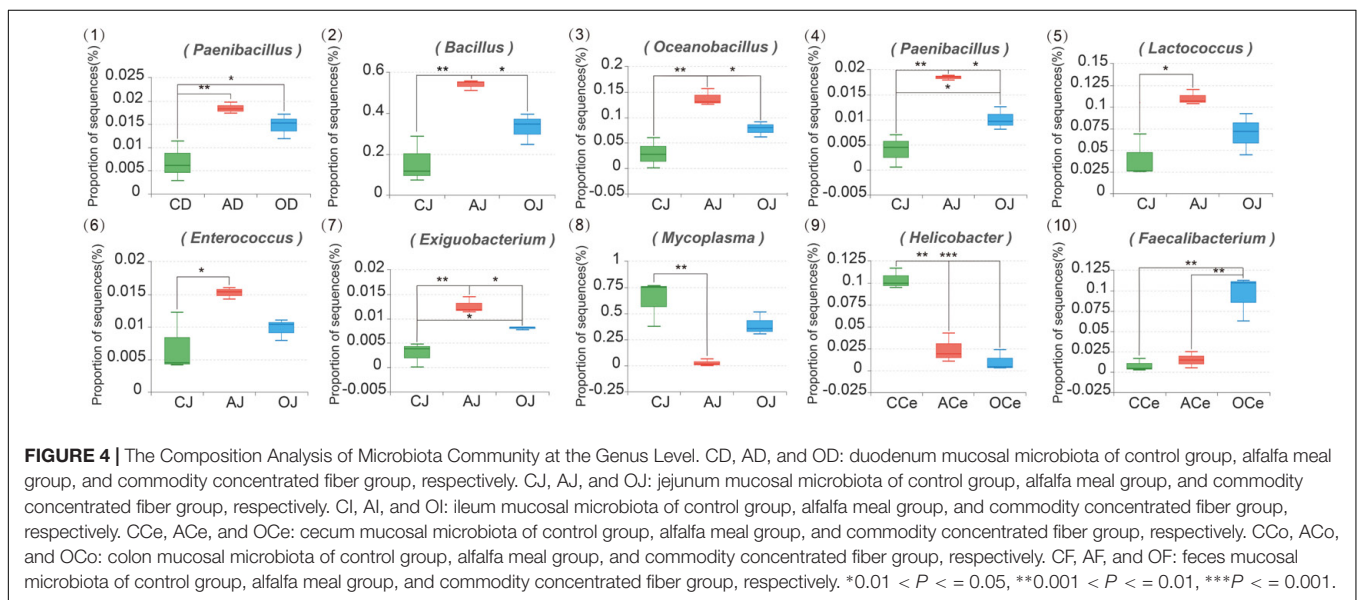 (1)
( Paenibacillus )
Proportion of sequences(%)
0.025
0.02
0.015
0.01
0.005
0
**
*
CD
AD
OD
(2)
( Bacillus )
Proportion of sequences(%)
0.6
0.4
0.2
0
**
*
CJ
AJ
OJ
(3)
( Oceanobacillus )
Proportion of sequences(%)
0.2
0.15
0.1
0.05
0
-0.05
**
*
CJ
AJ
OJ
(4)
( Paenibacillus )
Proportion of sequences(%)
0.02
0.015
0.01
0.005
0
-0.005
**
*
*
CJ
AJ
OJ
(5)
( Lactococcus )
Proportion of sequences(%)
0.15
0.125
0.1
0.075
0.05
0.025
0
*
CJ
AJ
OJ
(6)
( Enterococcus )
Proportion of sequences(%)
0.02
0.015
0.01
0.005
0
*
CJ
AJ
OJ
(7)
( Exiguobacterium )
Proportion of sequences(%)
0.02
0.015
0.01
0.005
0
-0.005
**
*
*
CJ
AJ
OJ
(8)
( Mycoplasma )
Proportion of sequences(%)
1
0.75
0.5
0.25
0
-0.25
**
CJ
AJ
OJ
(9)
( Helicobacter )
Proportion of sequences(%)
0.125
0.1
0.075
0.05
0.025
0
-0.025
**
***
CCe
ACe
OCe
(10)
( Faecalibacterium )
Proportion of sequences(%)
0.125
0.1
0.075
0.05
0.025
0
-0.025
**
**
CCe
ACe
OCe
FIGURE 4 | The Composition Analysis of Microbiota Community at the Genus Level. CD, AD, and OD: duodenum mucosal microbiota of control group, alfalfa meal
group, and commodity concentrated fiber group, respectively. CJ, AJ, and OJ: jejunum mucosal microbiota of control group, alfalfa meal group, and commodity
concentrated fiber group, respectively. CI, AI, and OI: ileum mucosal microbiota of control group, alfalfa meal group, and commodity concentrated fiber group,
respectively. CCe, ACe, and OCe: cecum mucosal microbiota of control group, alfalfa meal group, and commodity concentrated fiber group, respectively. CCo, ACo,
and OCo: colon mucosal microbiota of control group, alfalfa meal group, and commodity concentrated fiber group, respectively. CF, AF, and OF: feces mucosal
microbiota of control group, alfalfa meal group, and commodity concentrated fiber group, respectively. *0.01 < P < = 0.05, **0.001 < P < = 0.01, ***P < = 0.001.